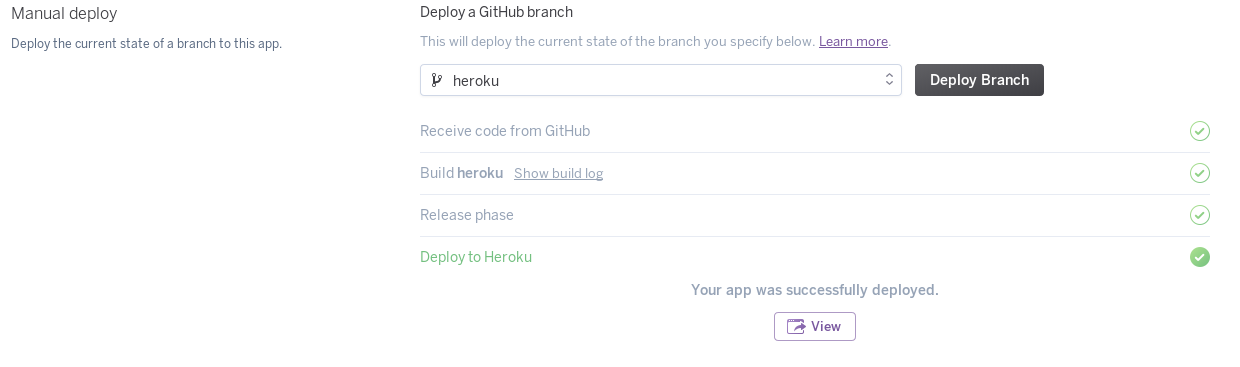 Manual deploy
Deploy the current state of a branch to this app.
Deploy a GitHub branch
This will deploy the current state of the branch you specify below. Learn more.
heroku
Deploy Branch
Receive code from GitHub
Build heroku Show build log
Release phase
Deploy to Heroku
Your app was successfully deployed.
View